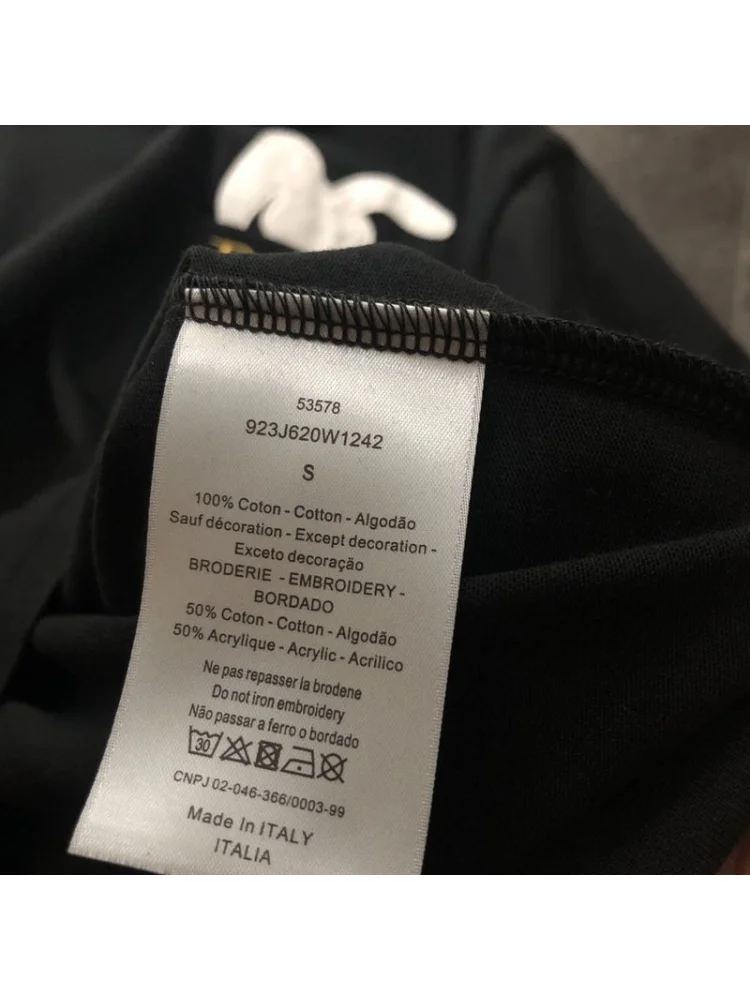 53578
923J620W1242
S
100% Coton - Cotton - Algodão
Sauf décoration - Except decoration -
Exceto decoração
BRODERIE - EMBROIDERY -
BORDADO
50% Coton - Cotton - Algodão
50% Acrylique - Acrylic - Acrilico
Ne pas repasser la brodene
Do not iron embroidery
Não passar a ferro o bordado
30
CNPJ 02-046-366/0003-99
Made In ITALY
ITALIA